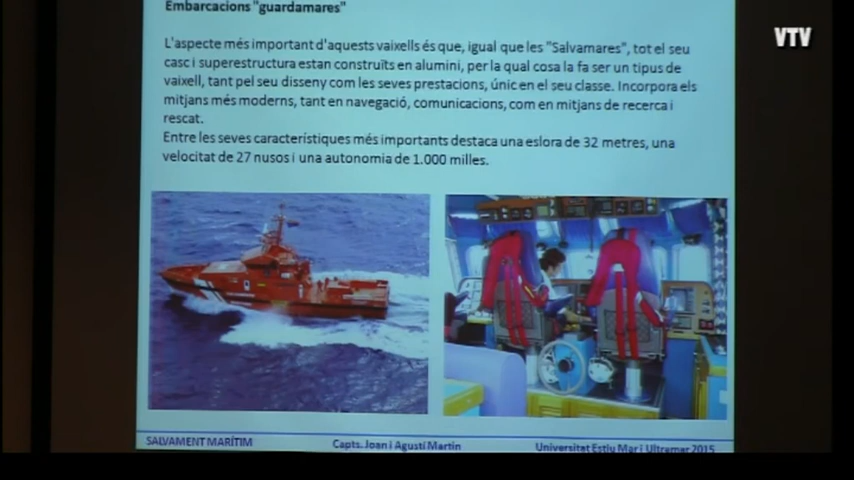 Embarcacions "guardamares"
VTV
L'aspecte més important d'aquests vaixells és que, igual que les "Salvamares", tot el seu
casc i superestructura estan construïts en alumini, per la qual cosa la fa ser un tipus de
vaixell, tant pel seu disseny com les seves prestacions, únic en el seu classe. Incorpora els
mitjans més moderns, tant en navegació, comunicacions, com en mitjans de recerca i
rescat.
Entre les seves característiques més importants destaca una eslora de 32 metres, una
velocitat de 27 nusos i una autonomia de 1.000 milles.
SALVAMENT MARÍTIM
Capts. Joan i Agustí Martín
Universitat Estiu Mar i Ultramar 2015